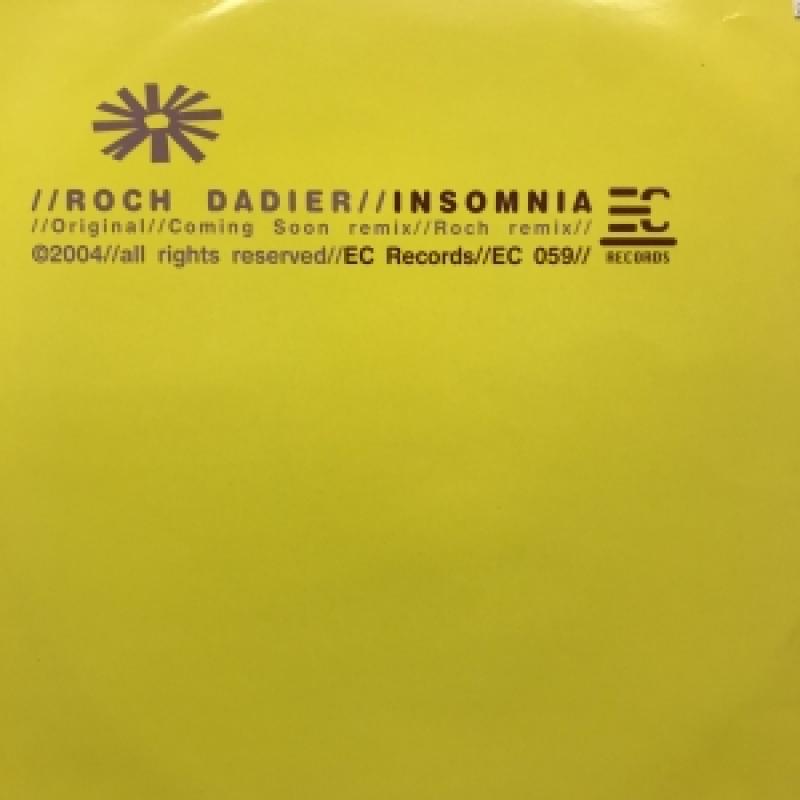 //ROCH DADIER//INSOMNIA
//Original//Coming Soon remix//Roch remix//
©2004//all rights reserved//EC Records//EC 059//
EC
RECORDS